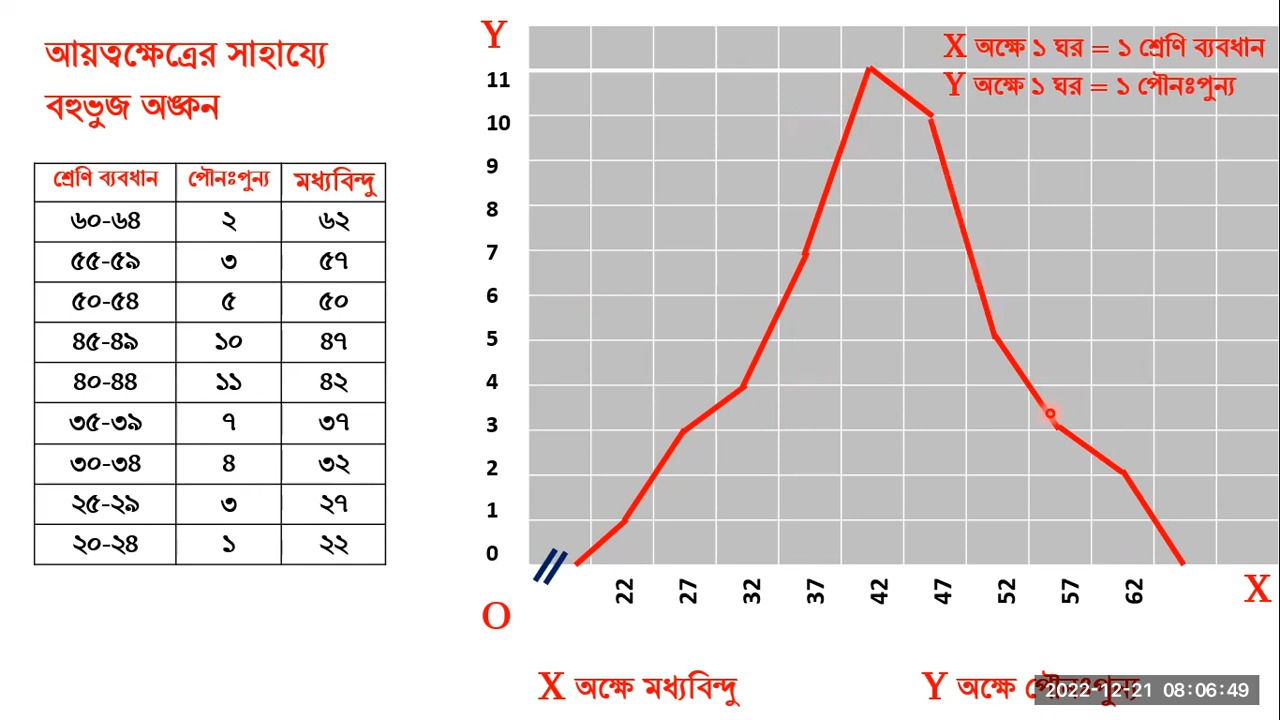 আয়ত্বক্ষেত্রের সাহায্যে
বহুভুজ অঙ্কন
শ্রেণি ব্যবধান পৌনঃপুন্য মধ্যবিন্দু
৬০-৬৪ ২ ৬২
৫৫-৫৯ ৩ ৫৭
৫০-৫৪ ৫ ৫০
৪৫-৪৯ ১০ ৪৭
৪০-৪৪ ১১ ৪২
৩৫-৩৯ ৭ ৩৭
৩০-৩৪ ৪ ৩২
২৫-২৯ ৩ ২৭
২০-২৪ ১ ২২
Y
X অক্ষে ১ ঘর = ১ শ্রেণি ব্যবধান
Y অক্ষে ১ ঘর = ১ পৌনঃপুন্য
11
10
9
8
7
6
5
4
3
2
1
0
22 27 32 37 42 47 52 57 62
X
O
X অক্ষে মধ্যবিন্দু
Y অক্ষে পৌনঃপুন্য
2022-12-21 08:06:49